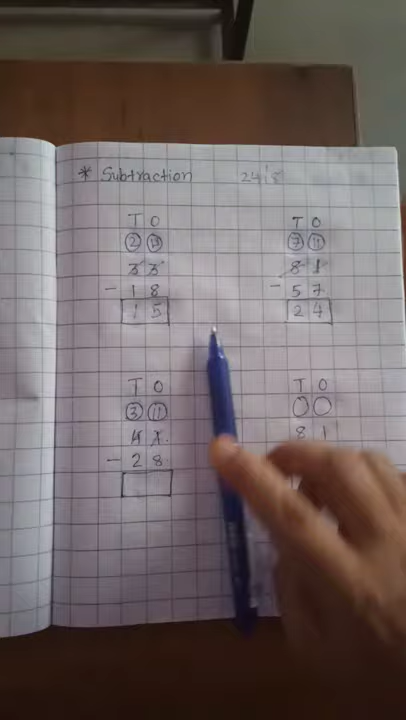 * Subtraction 24
T O
2 13
3 3
- 1 8
1 5
T O
7 11
8 1
- 5 7
2 4
T O
3 11
4 1
- 2 8
T O
8 1